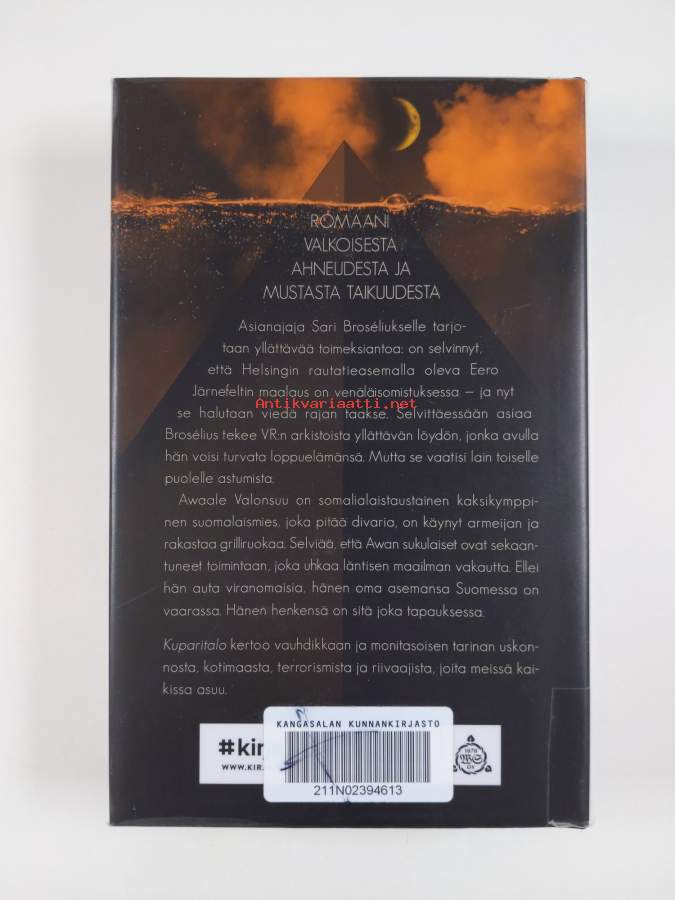 ROMAANI
VALKOISESTA
AHNEUDESTA JA
MUSTASTA TAIKUUDESTA
Asianajaja Sari Broséliukselle tarjo-
taan yllättävää toimeksiantoa: on selvinnyt,
että Helsingin rautatieasemalla oleva Eero
Järnefeltin maalaus on venäläisomistuksessa – ja nyt
Antikvariaatti.net
se halutaan viedä rajan taakse. Selvittäessään asiaa
Brosélius tekee VR:n arkistoista yllättävän löydön, jonka avulla
hän voisi turvata loppuelämänsä. Mutta se vaatisi lain toiselle
puolelle astumista.
Awaale Valonsuu on somalialaistaustainen kaksikymppi-
nen suomalaismies, joka pitää divaria, on käynyt armeijan ja
rakastaa grilliruokaa. Selviää, että Awan sukulaiset ovat sekaan-
tuneet toimintaan, joka uhkaa läntisen maailman vakautta. Ellei
hän auta viranomaisia, hänen oma asemansa Suomessa on
vaarassa. Hänen henkensä on sitä joka tapauksessa.
Kuparitalo kertoo vauhdikkaan ja monitasoisen tarinan uskon-
nosta, kotimaasta, terrorismista ja riivaajista, joita meissä kai-
kissa asuu.
KANGASALAN KUNNANKIRJASTO
211N02394613
#kirj
WWW.KIRJ
1878
WS
OY